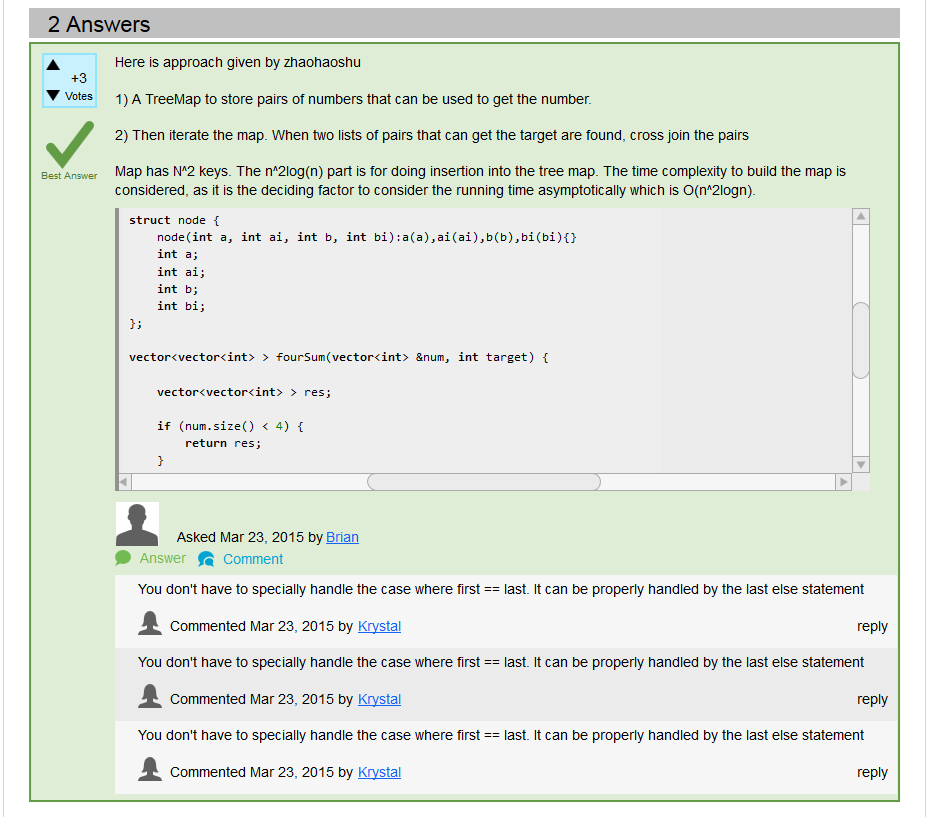 2 Answers
+3
Votes
Best Answer
Here is approach given by zhaohaoshu
1) A TreeMap to store pairs of numbers that can be used to get the number.
2) Then iterate the map. When two lists of pairs that can get the target are found, cross join the pairs
Map has N^2 keys. The n^2log(n) part is for doing insertion into the tree map. The time complexity to build the map is
considered, as it is the deciding factor to consider the running time asymptotically which is O(n^2logn).
struct node {
    node(int a, int ai, int b, int bi):a(a),ai(ai),b(b),bi(bi){}
    int a;
    int ai;
    int b;
    int bi;
};
vector<vector<int> > fourSum(vector<int> &num, int target) {
    vector<vector<int> > res;
    if (num.size() < 4) {
        return res;
    }
Asked Mar 23, 2015 by Brian
Answer Comment
You don't have to specially handle the case where first == last. It can be properly handled by the last else statement
Commented Mar 23, 2015 by Krystal reply
You don't have to specially handle the case where first == last. It can be properly handled by the last else statement
Commented Mar 23, 2015 by Krystal reply
You don't have to specially handle the case where first == last. It can be properly handled by the last else statement
Commented Mar 23, 2015 by Krystal reply